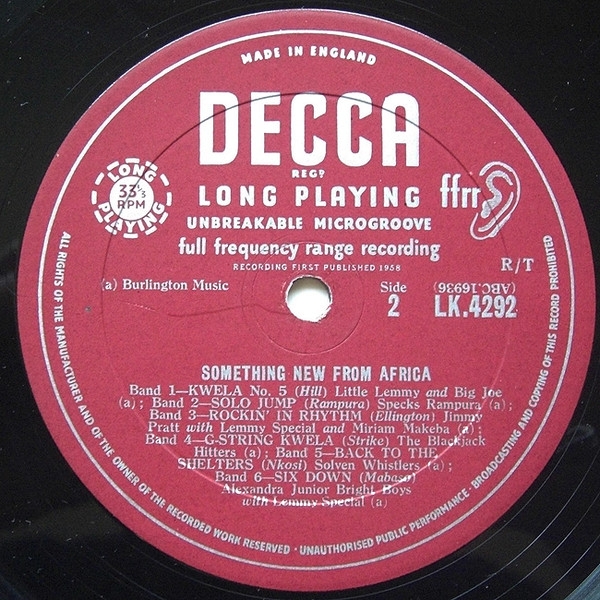 MADE IN ENGLAND
DECCA
REGD
LONG PLAYING
ffrr
UNBREAKABLE MICROGROOVE
full frequency range recording
RECORDING FIRST PUBLISHED 1958
LONG
33⅓
RPM
PLAYING
R/T
(a) Burlington Music
Side
2
(ABC.16936)
LK.4292
SOMETHING NEW FROM AFRICA
Band 1—KWELA No. 5 (Hill) Little Lemmy and Big Joe
(a); Band 2—SOLO JUMP (Rampura) Specks Rampura (a);
Band 3—ROCKIN' IN RHYTHM (Ellington) Jimmy
Pratt with Lemmy Special and Miriam Makeba (a);
Band 4—G-STRING KWELA (Strike) The Blackjack
Hitters (a); Band 5—BACK TO THE
SHELTERS (Nkosi) Solven Whistlers (a);
Band 6—SIX DOWN (Mabaso)
Alexandra Junior Bright Boys
with Lemmy Special (a)
ALL RIGHTS OF THE MANUFACTURER AND OF THE OWNER OF THE RECORDED WORK RESERVED · UNAUTHORISED PUBLIC PERFORMANCE · BROADCASTING AND COPYING OF THIS RECORD PROHIBITED